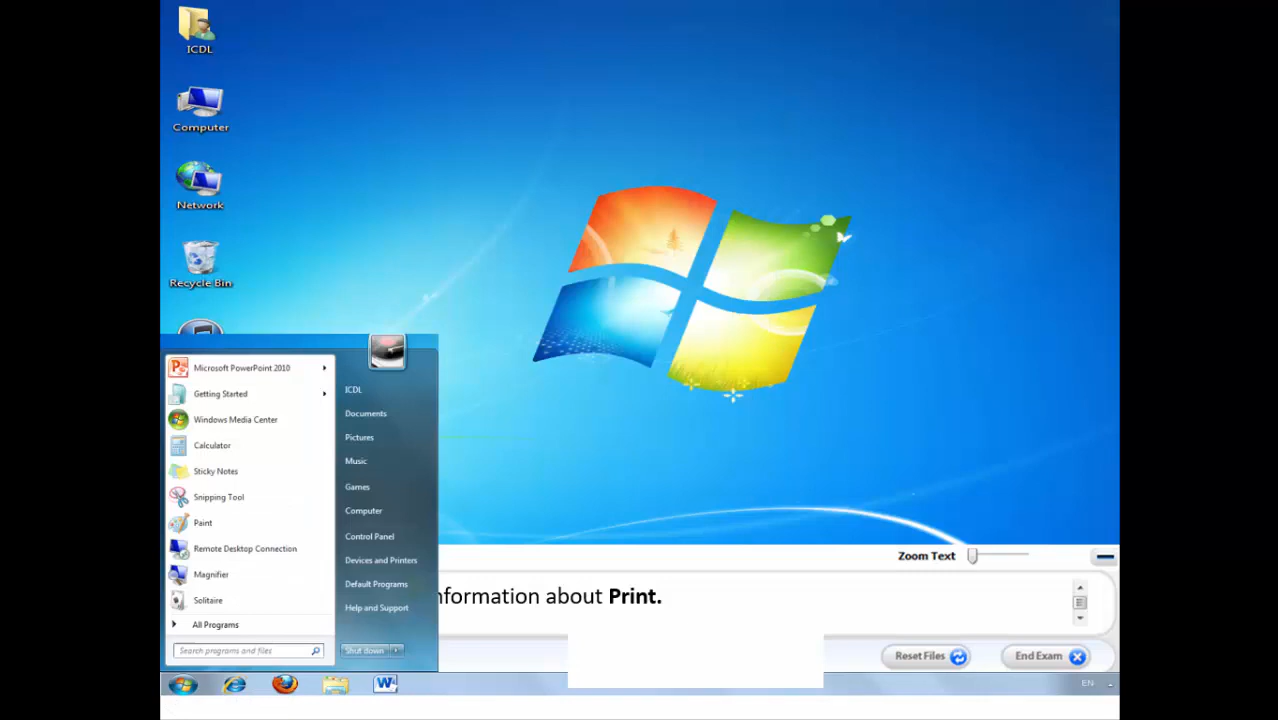 ICDL
Computer
Network
Recycle Bin
Microsoft PowerPoint 2010
Getting Started
Windows Media Center
Calculator
Sticky Notes
Snipping Tool
Paint
Remote Desktop Connection
Magnifier
Solitaire
All Programs
Search programs and files
ICDL
Documents
Pictures
Music
Games
Computer
Control Panel
Devices and Printers
Default Programs
Help and Support
Shut down
Zoom Text
nformation about Print.
Reset Files
End Exam
EN